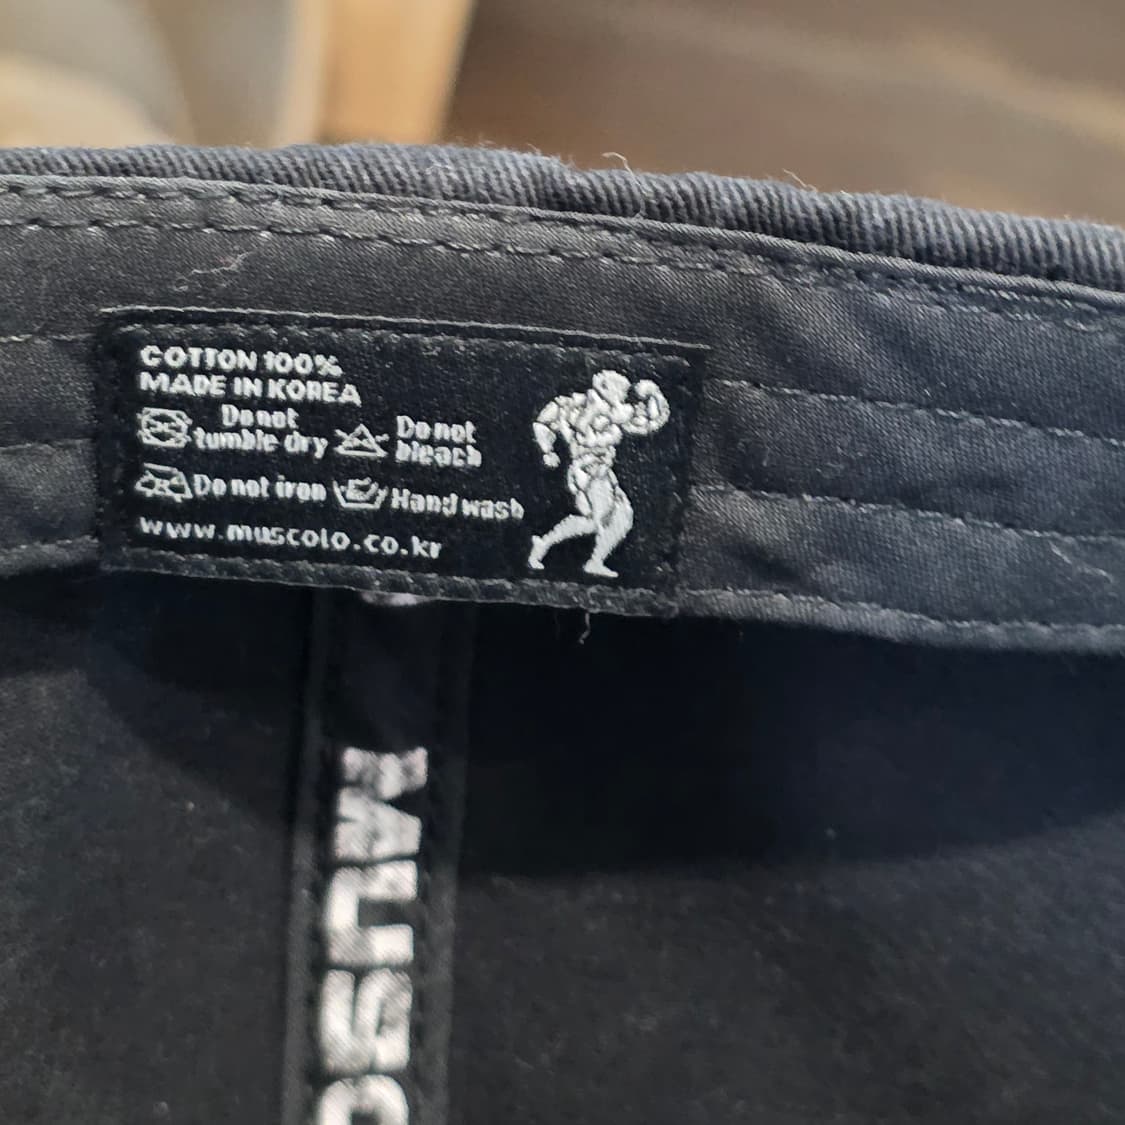 COTTON 100%
MADE IN KOREA
Do not tumble dry
Do not bleach
Do not iron
Hand wash
www.muscolo.co.kr
MUSC